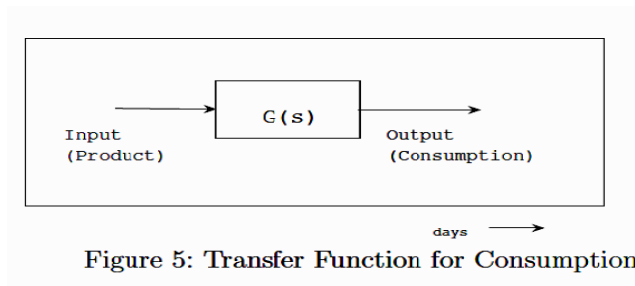 G(s)
Input
(Product)
Output
(Consumption)
days
Figure 5: Transfer Function for Consumption